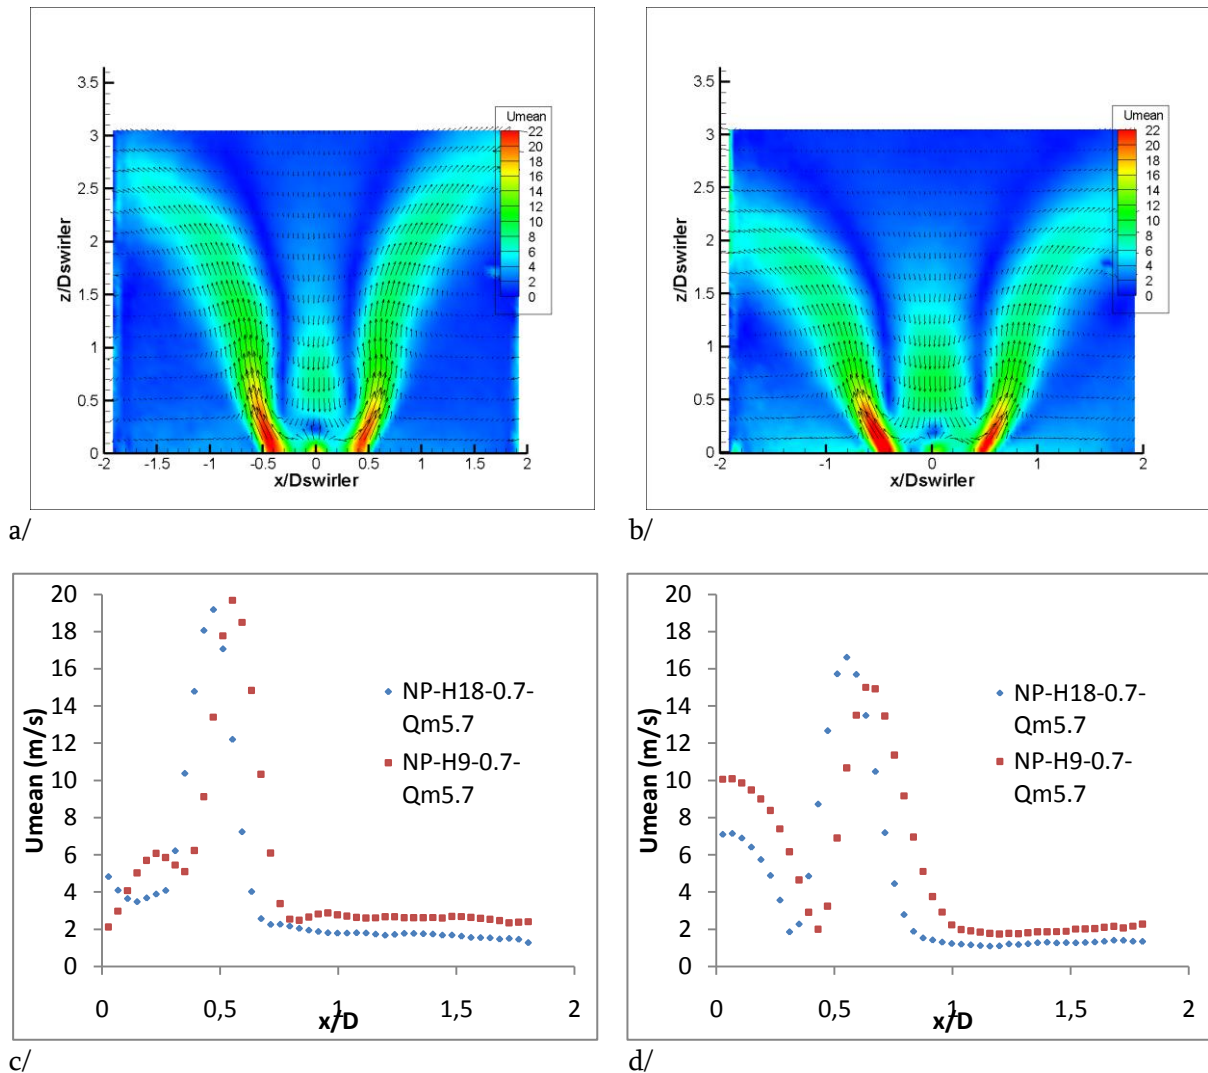 3.5
3
2.5
2
1.5
1
0.5
0
z/Dswirler
-2 -1.5 -1 -0.5 0 0.5 1 1.5 2
x/Dswirler
Umean
22
20
18
16
14
12
10
8
6
4
2
0
a/
3.5
3
2.5
2
1.5
1
0.5
0
z/Dswirler
-2 -1 0 1 2
x/Dswirler
Umean
22
20
18
16
14
12
10
8
6
4
2
0
b/
20
18
16
14
12
10
8
6
4
2
0
Umean (m/s)
NP-H18-0.7-
Qm5.7
NP-H9-0.7-
Qm5.7
0 0,5 1 1,5 2
x/D
c/
20
18
16
14
12
10
8
6
4
2
0
Umean (m/s)
NP-H18-0.7-
Qm5.7
NP-H9-0.7-
Qm5.7
0 0,5 1 1,5 2
x/D
d/